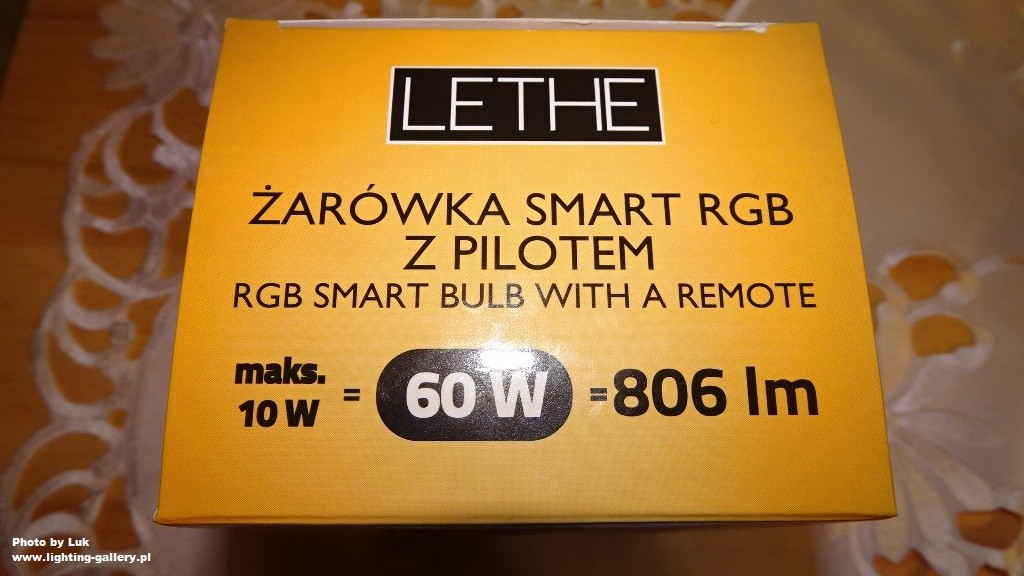 LETHE
ŻARÓWKA SMART RGB
Z PILOTEM
RGB SMART BULB WITH A REMOTE
maks.
10 W = 60 W = 806 lm
Photo by Luk
www.lighting-gallery.pl